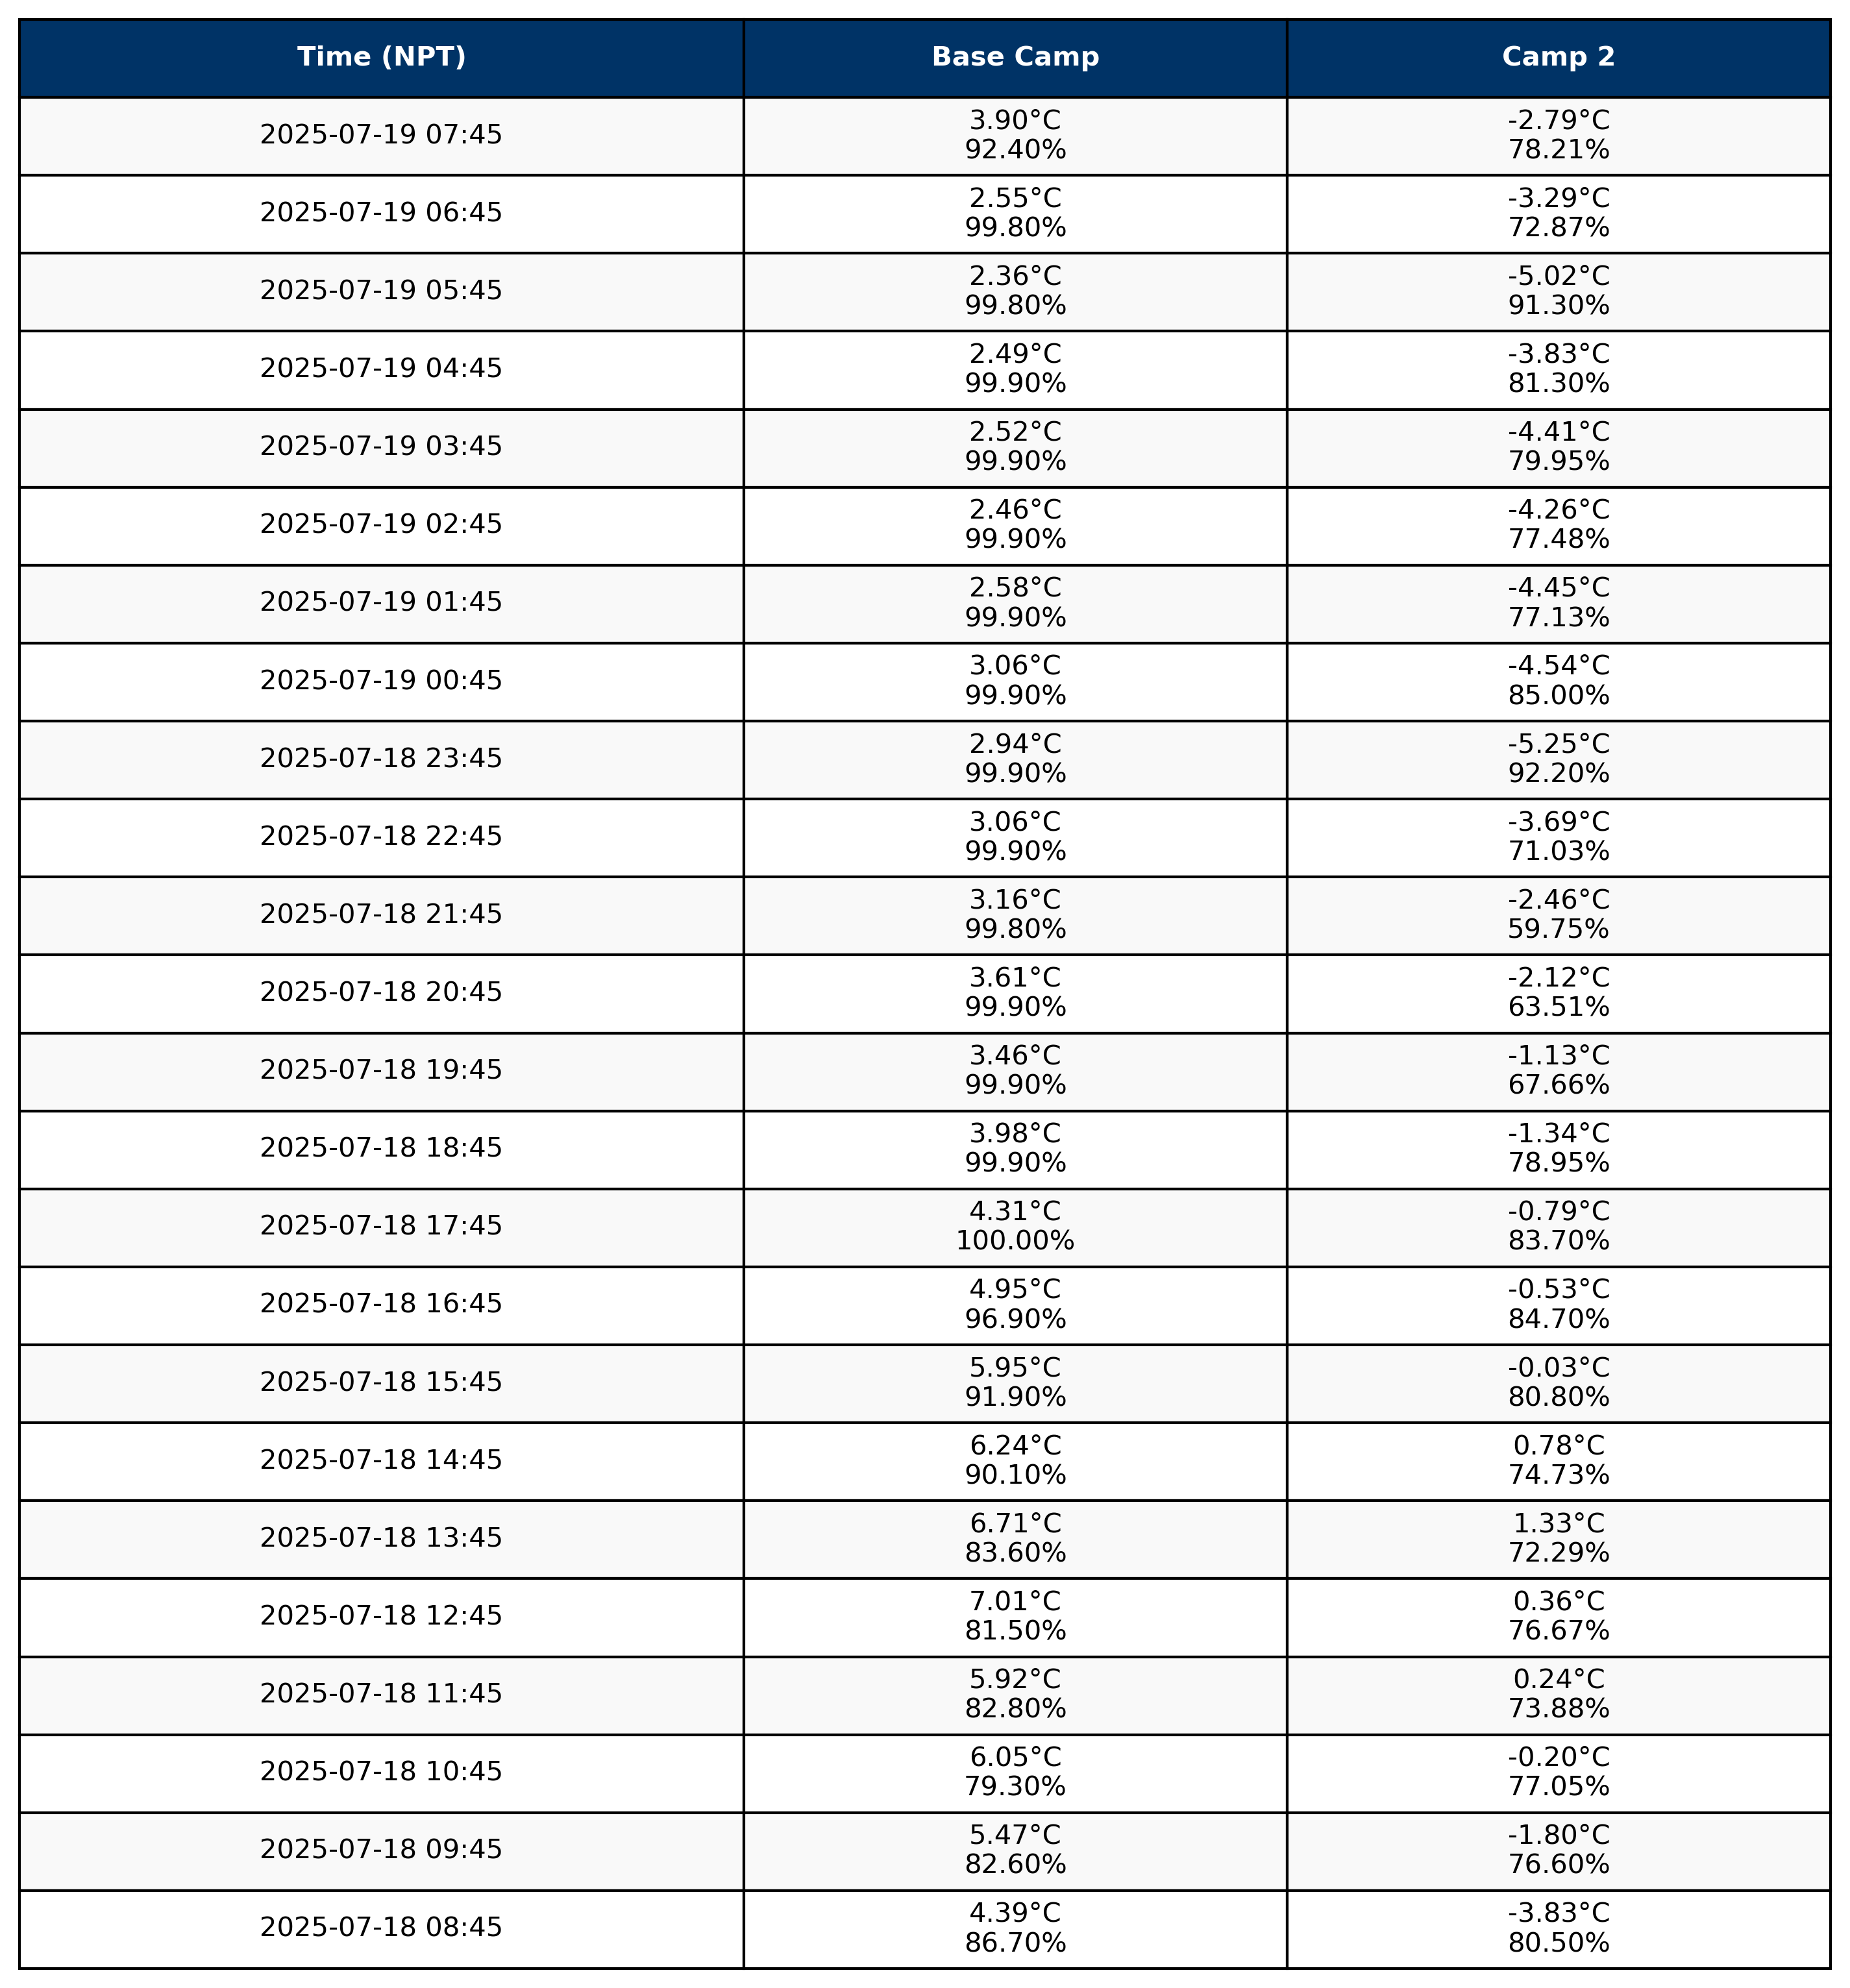 Time (NPT) Base Camp Camp 2
2025-07-19 07:45 3.90°C -2.79°C
92.40% 78.21%
2025-07-19 06:45 2.55°C -3.29°C
99.80% 72.87%
2025-07-19 05:45 2.36°C -5.02°C
99.80% 91.30%
2025-07-19 04:45 2.49°C -3.83°C
99.90% 81.30%
2025-07-19 03:45 2.52°C -4.41°C
99.90% 79.95%
2025-07-19 02:45 2.46°C -4.26°C
99.90% 77.48%
2025-07-19 01:45 2.58°C -4.45°C
99.90% 77.13%
2025-07-19 00:45 3.06°C -4.54°C
99.90% 85.00%
2025-07-18 23:45 2.94°C -5.25°C
99.90% 92.20%
2025-07-18 22:45 3.06°C -3.69°C
99.90% 71.03%
2025-07-18 21:45 3.16°C -2.46°C
99.80% 59.75%
2025-07-18 20:45 3.61°C -2.12°C
99.90% 63.51%
2025-07-18 19:45 3.46°C -1.13°C
99.90% 67.66%
2025-07-18 18:45 3.98°C -1.34°C
99.90% 78.95%
2025-07-18 17:45 4.31°C -0.79°C
100.00% 83.70%
2025-07-18 16:45 4.95°C -0.53°C
96.90% 84.70%
2025-07-18 15:45 5.95°C -0.03°C
91.90% 80.80%
2025-07-18 14:45 6.24°C 0.78°C
90.10% 74.73%
2025-07-18 13:45 6.71°C 1.33°C
83.60% 72.29%
2025-07-18 12:45 7.01°C 0.36°C
81.50% 76.67%
2025-07-18 11:45 5.92°C 0.24°C
82.80% 73.88%
2025-07-18 10:45 6.05°C -0.20°C
79.30% 77.05%
2025-07-18 09:45 5.47°C -1.80°C
82.60% 76.60%
2025-07-18 08:45 4.39°C -3.83°C
86.70% 80.50%